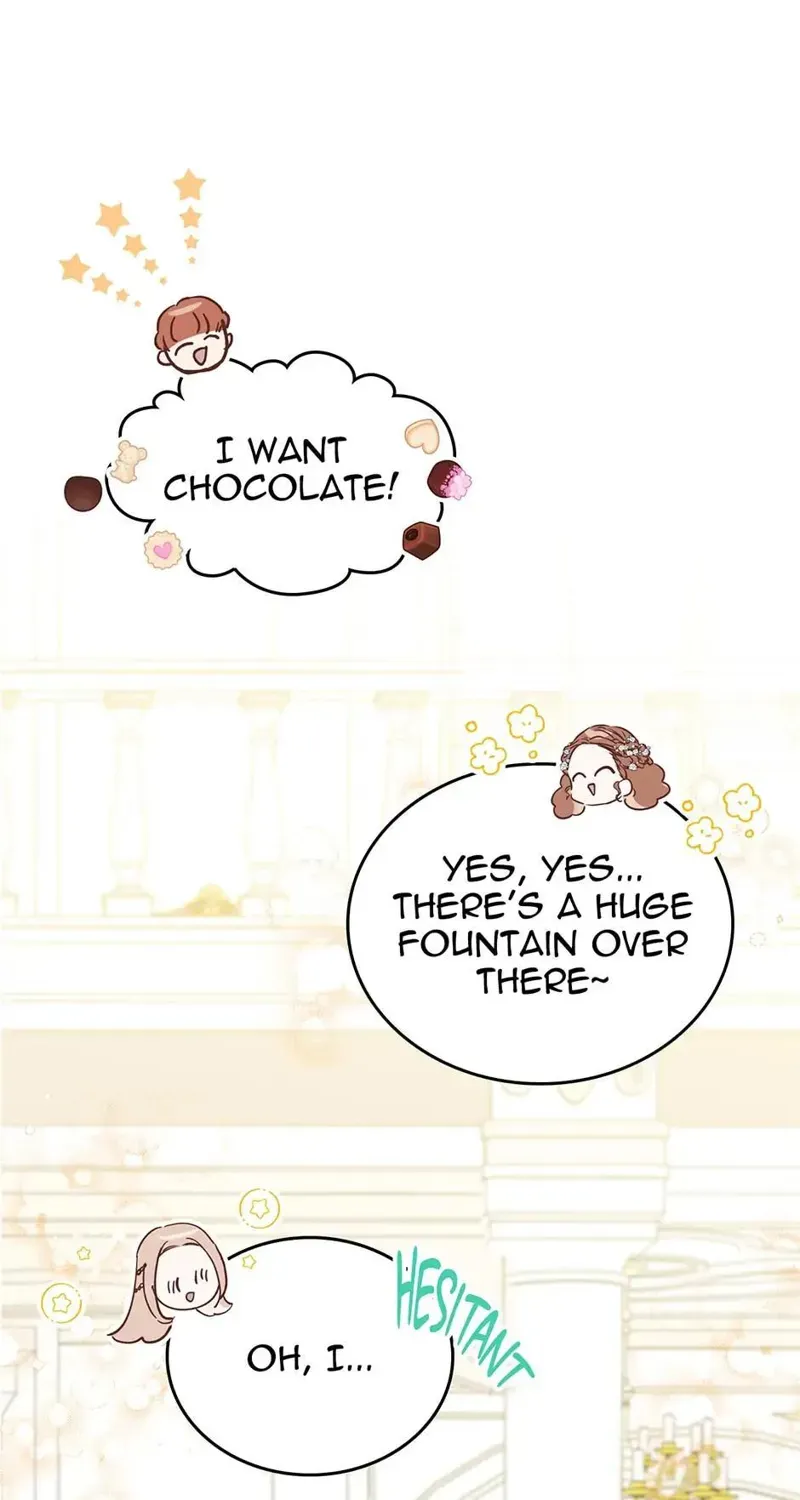 I WANT
CHOCOLATE!
YES, YES...
THERE'S A HUGE
FOUNTAIN OVER
THERE~
HESITANT
OH, I...